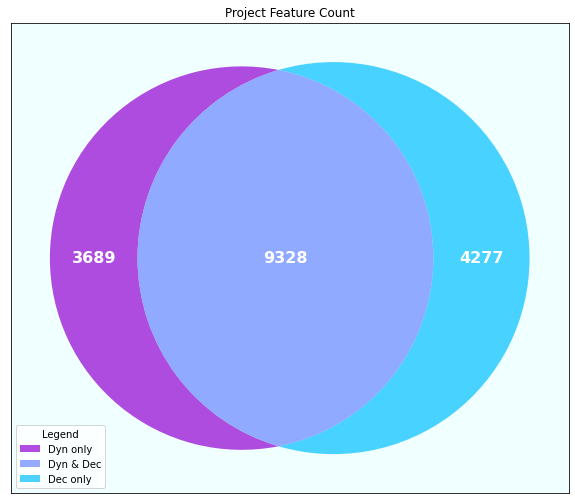 Project Feature Count
3689
9328
4277
Legend
Dyn only
Dyn & Dec
Dec only